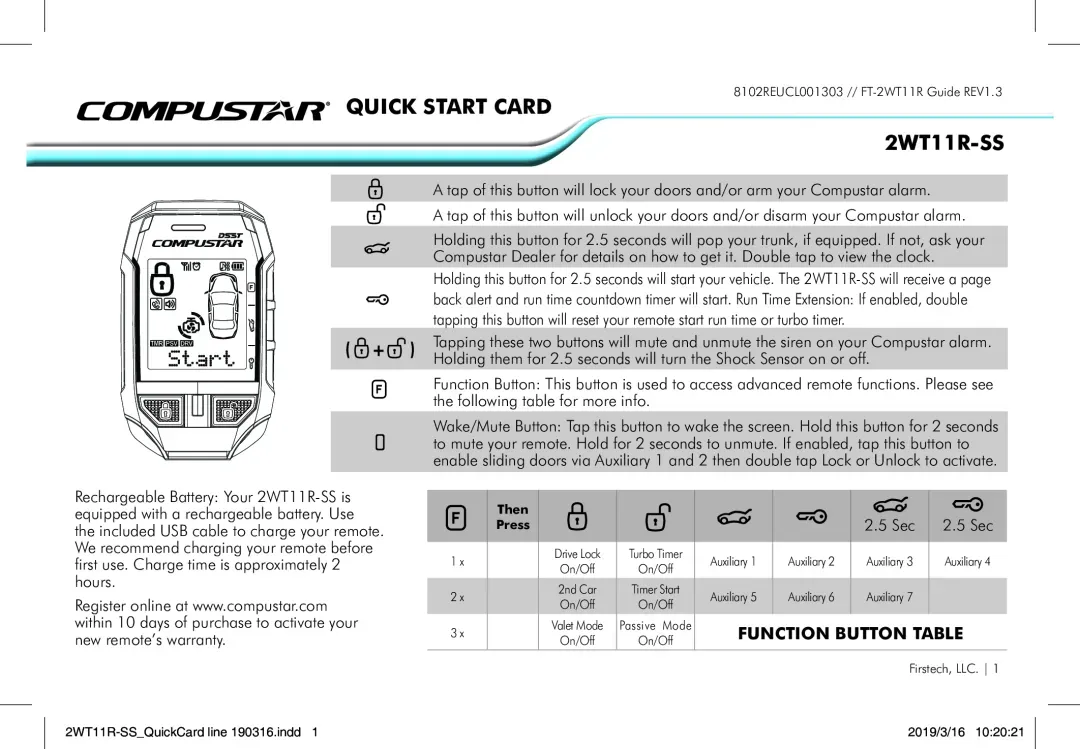 COMPUSTAR® QUICK START CARD
8102REUCL001303 // FT-2WT11R Guide REV1.3
2WT11R-SS
A tap of this button will lock your doors and/or arm your Compustar alarm.
A tap of this button will unlock your doors and/or disarm your Compustar alarm.
Holding this button for 2.5 seconds will pop your trunk, if equipped. If not, ask your
Compustar Dealer for details on how to get it. Double tap to view the clock.
Holding this button for 2.5 seconds will start your vehicle. The 2WT11R-SS will receive a page
back alert and run time countdown timer will start. Run Time Extension: If enabled, double
tapping this button will reset your remote start run time or turbo timer.
( + ) Tapping these two buttons will mute and unmute the siren on your Compustar alarm.
Holding them for 2.5 seconds will turn the Shock Sensor on or off.
F Function Button: This button is used to access advanced remote functions. Please see
the following table for more info.
Wake/Mute Button: Tap this button to wake the screen. Hold this button for 2 seconds
to mute your remote. Hold for 2 seconds to unmute. If enabled, tap this button to
enable sliding doors via Auxiliary 1 and 2 then double tap Lock or Unlock to activate.
DSST
COMPUSTAR
F
TMR PSV DRV
Start
Rechargeable Battery: Your 2WT11R-SS is
equipped with a rechargeable battery. Use
the included USB cable to charge your remote.
We recommend charging your remote before
first use. Charge time is approximately 2
hours.
Register online at www.compustar.com
within 10 days of purchase to activate your
new remote's warranty.
F Then Press 2.5 Sec 2.5 Sec
1 x Drive Lock On/Off Turbo Timer On/Off Auxiliary 1 Auxiliary 2 Auxiliary 3 Auxiliary 4
2 x 2nd Car On/Off Timer Start On/Off Auxiliary 5 Auxiliary 6 Auxiliary 7
3 x Valet Mode On/Off Passive Mode On/Off FUNCTION BUTTON TABLE
Firstech, LLC. | 1
2WT11R-SS_QuickCard line 190316.indd 1
2019/3/16 10:20:21